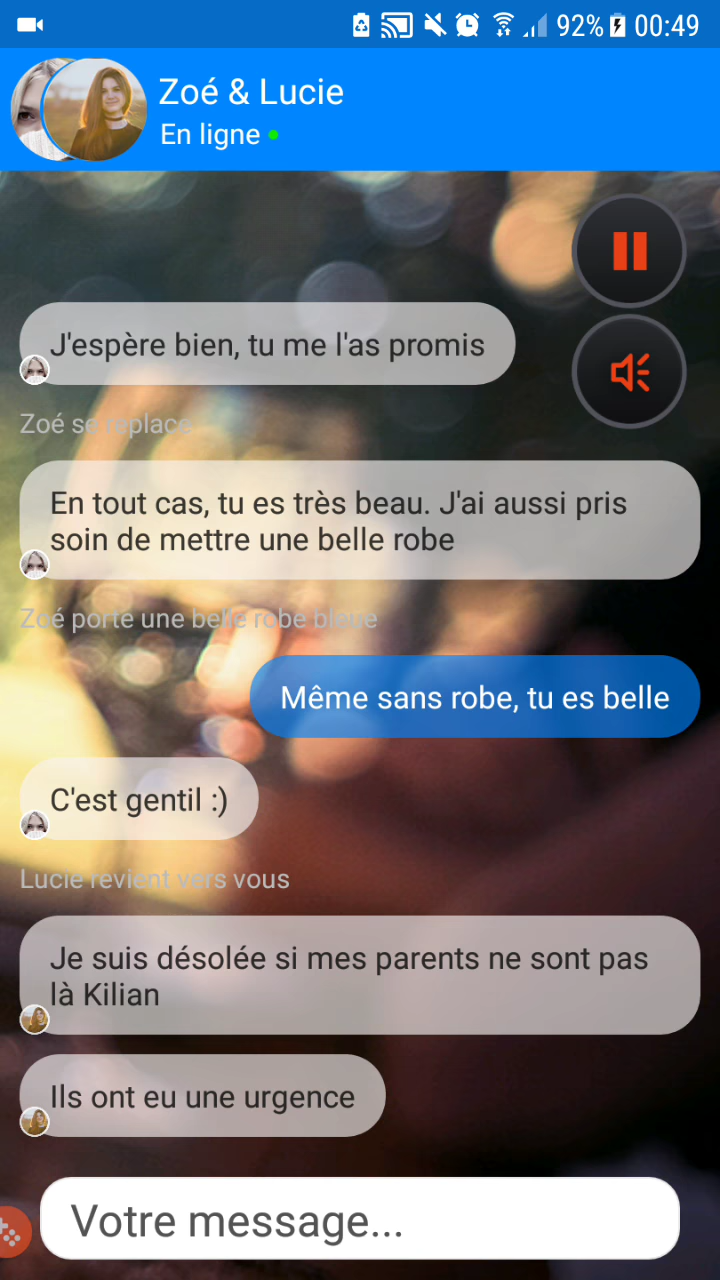 92% 00:49
Zoé & Lucie
En ligne
J'espère bien, tu me l'as promis
Zoé se replace
En tout cas, tu es très beau. J'ai aussi pris
soin de mettre une belle robe
Zoé porte une belle robe bleue
Même sans robe, tu es belle
C'est gentil :)
Lucie revient vers vous
Je suis désolée si mes parents ne sont pas
là Kilian
Ils ont eu une urgence
Votre message...